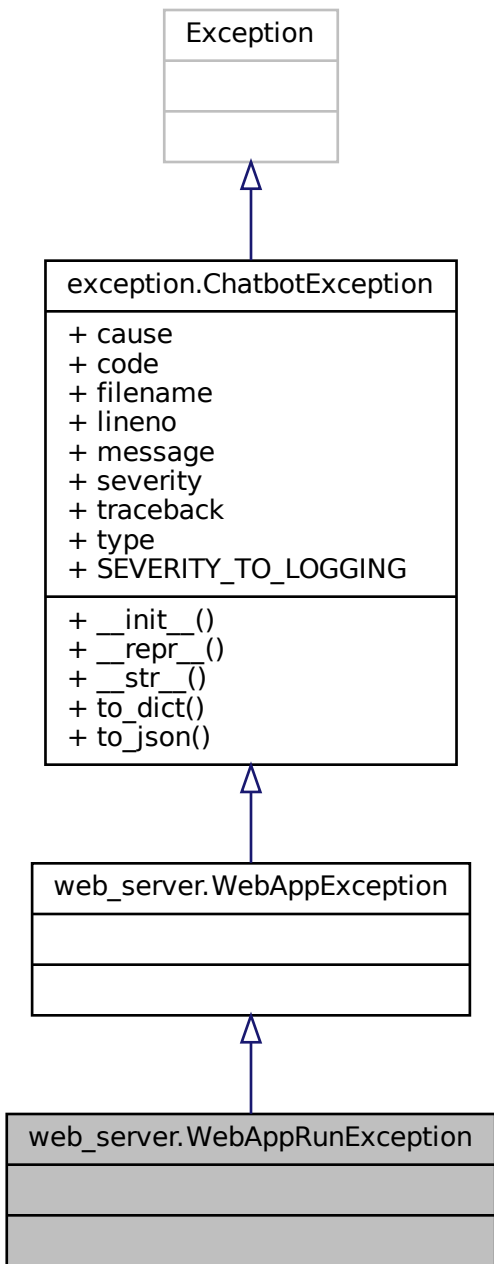 Exception
exception.ChatbotException
+ cause
+ code
+ filename
+ lineno
+ message
+ severity
+ traceback
+ type
+ SEVERITY_TO_LOGGING
+ __init__()
+ __repr__()
+ __str__()
+ to_dict()
+ to_json()
web_server.WebAppException
web_server.WebAppRunException